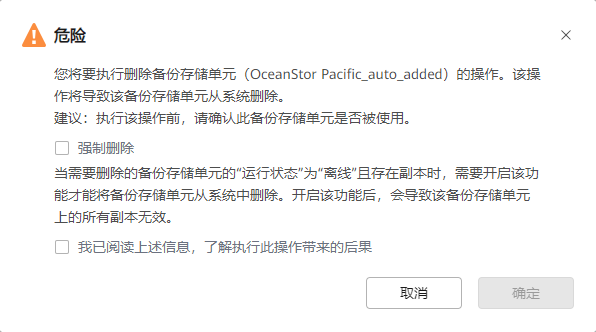 危险
您将要执行删除备份存储单元（OceanStor Pacific_auto_added）的操作。该操
作将导致该备份存储单元从系统删除。
建议：执行该操作前，请确认此备份存储单元是否被使用。
强制删除
当需要删除的备份存储单元的“运行状态”为“离线”且存在副本时，需要开启该功
能才能将备份存储单元从系统中删除。开启该功能后，会导致该备份存储单元
上的所有副本无效。
我已阅读上述信息，了解执行此操作带来的后果
取消
确定